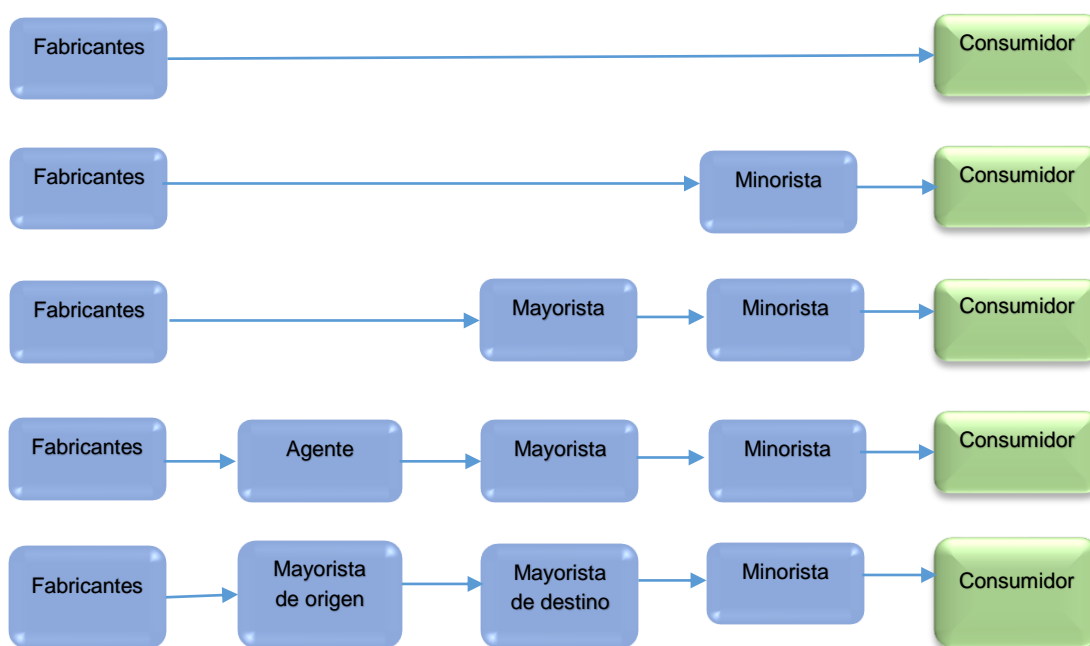 Fabricantes
Consumidor
Fabricantes
Minorista
Consumidor
Fabricantes
Mayorista
Minorista
Consumidor
Fabricantes
Agente
Mayorista
Minorista
Consumidor
Fabricantes
Mayorista
de origen
Mayorista
de destino
Minorista
Consumidor